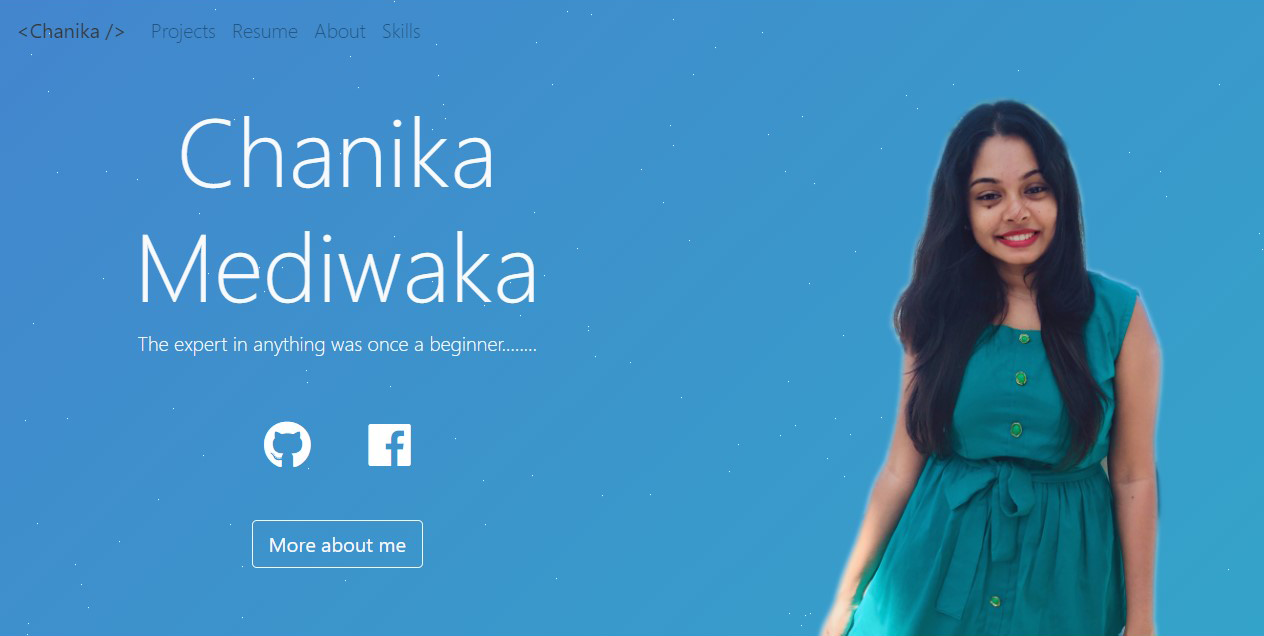 <Chanika /> Projects Resume About Skills
Chanika
Mediwaka
The expert in anything was once a beginner........
More about me